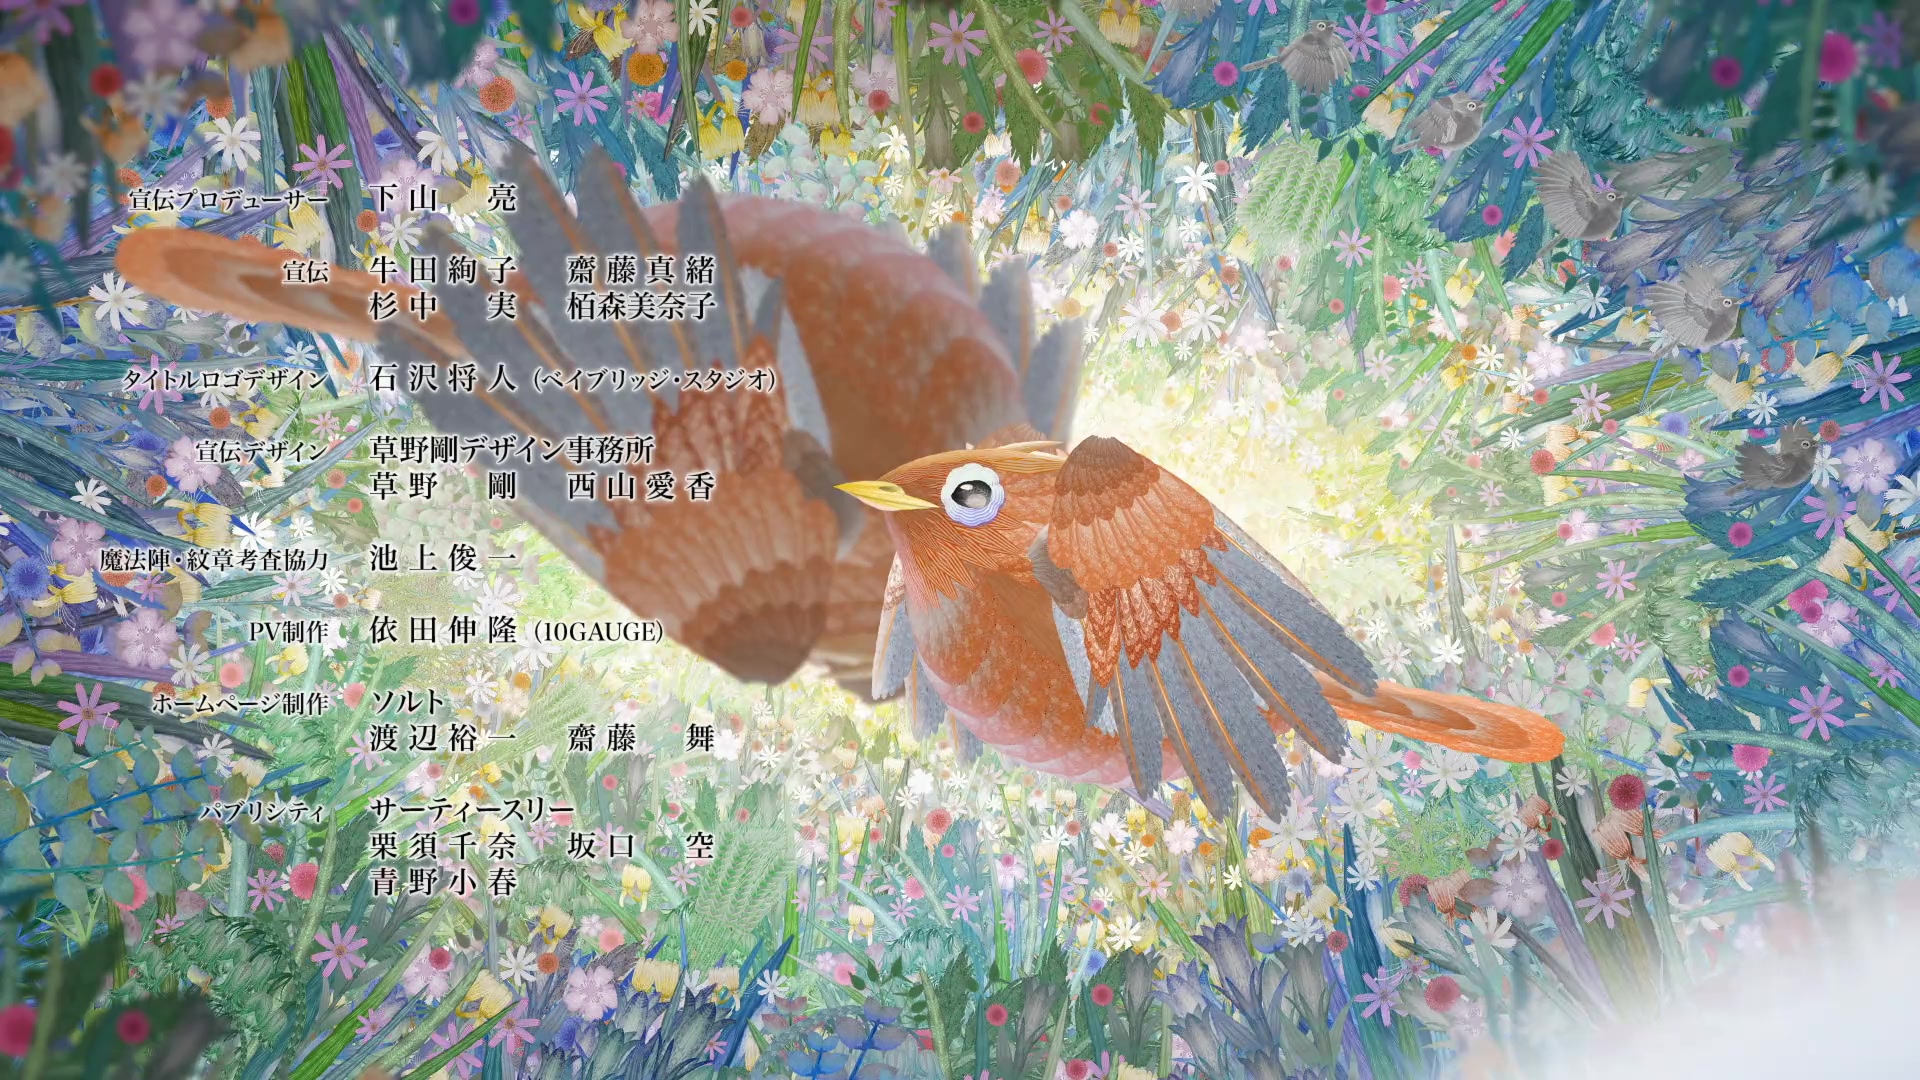 宣伝プロデューサー 下山 亮
宣伝 牛田絢子 齋藤真緒
杉中 実 栢森美奈子
タイトルロゴデザイン 石沢将人（ベイブリッジ・スタジオ）
宣伝デザイン 草野剛デザイン事務所
草野 剛 西山愛香
魔法陣・紋章考査協力 池上俊一
PV制作 依田伸隆（10GAUGE）
ホームページ制作 ソルト
渡辺裕一 齋藤 舞
パブリシティ サーティースリー
栗須千奈 坂口 空
青野小春